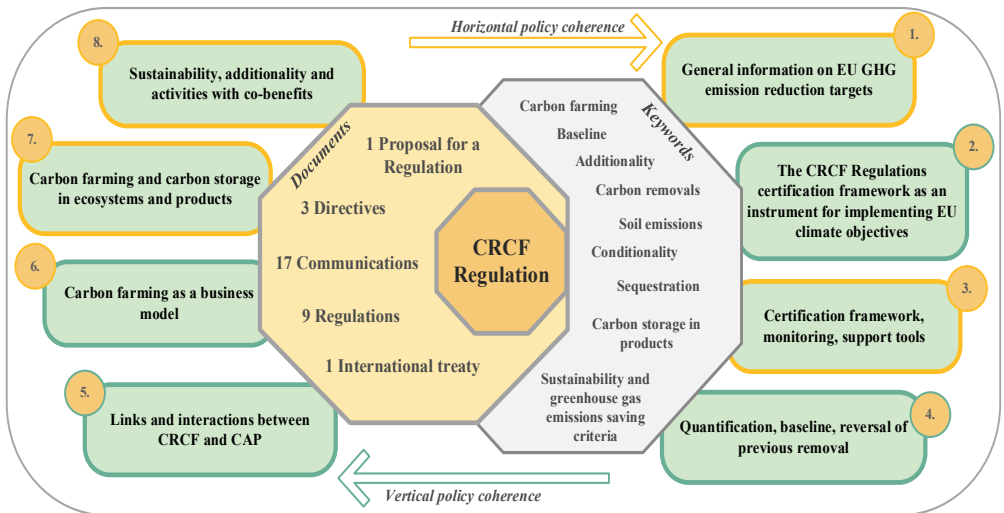 Horizontal policy coherence
1.
General information on EU GHG
emission reduction targets
2.
The CRCF Regulations
certification framework as an
instrument for implementing EU
climate objectives
3.
Certification framework,
monitoring, support tools
4.
Quantification, baseline, reversal of
previous removal
Vertical policy coherence
5.
Links and interactions between
CRCF and CAP
6.
Carbon farming as a business
model
7.
Carbon farming and carbon storage
in ecosystems and products
8.
Sustainability, additionality and
activities with co-benefits
Documents
1 Proposal for a
Regulation
3 Directives
17 Communications
9 Regulations
1 International treaty
CRCF
Regulation
Keywords
Carbon farming
Baseline
Additionality
Carbon removals
Soil emissions
Conditionality
Sequestration
Carbon storage in
products
Sustainability and
greenhouse gas
emissions saving
criteria